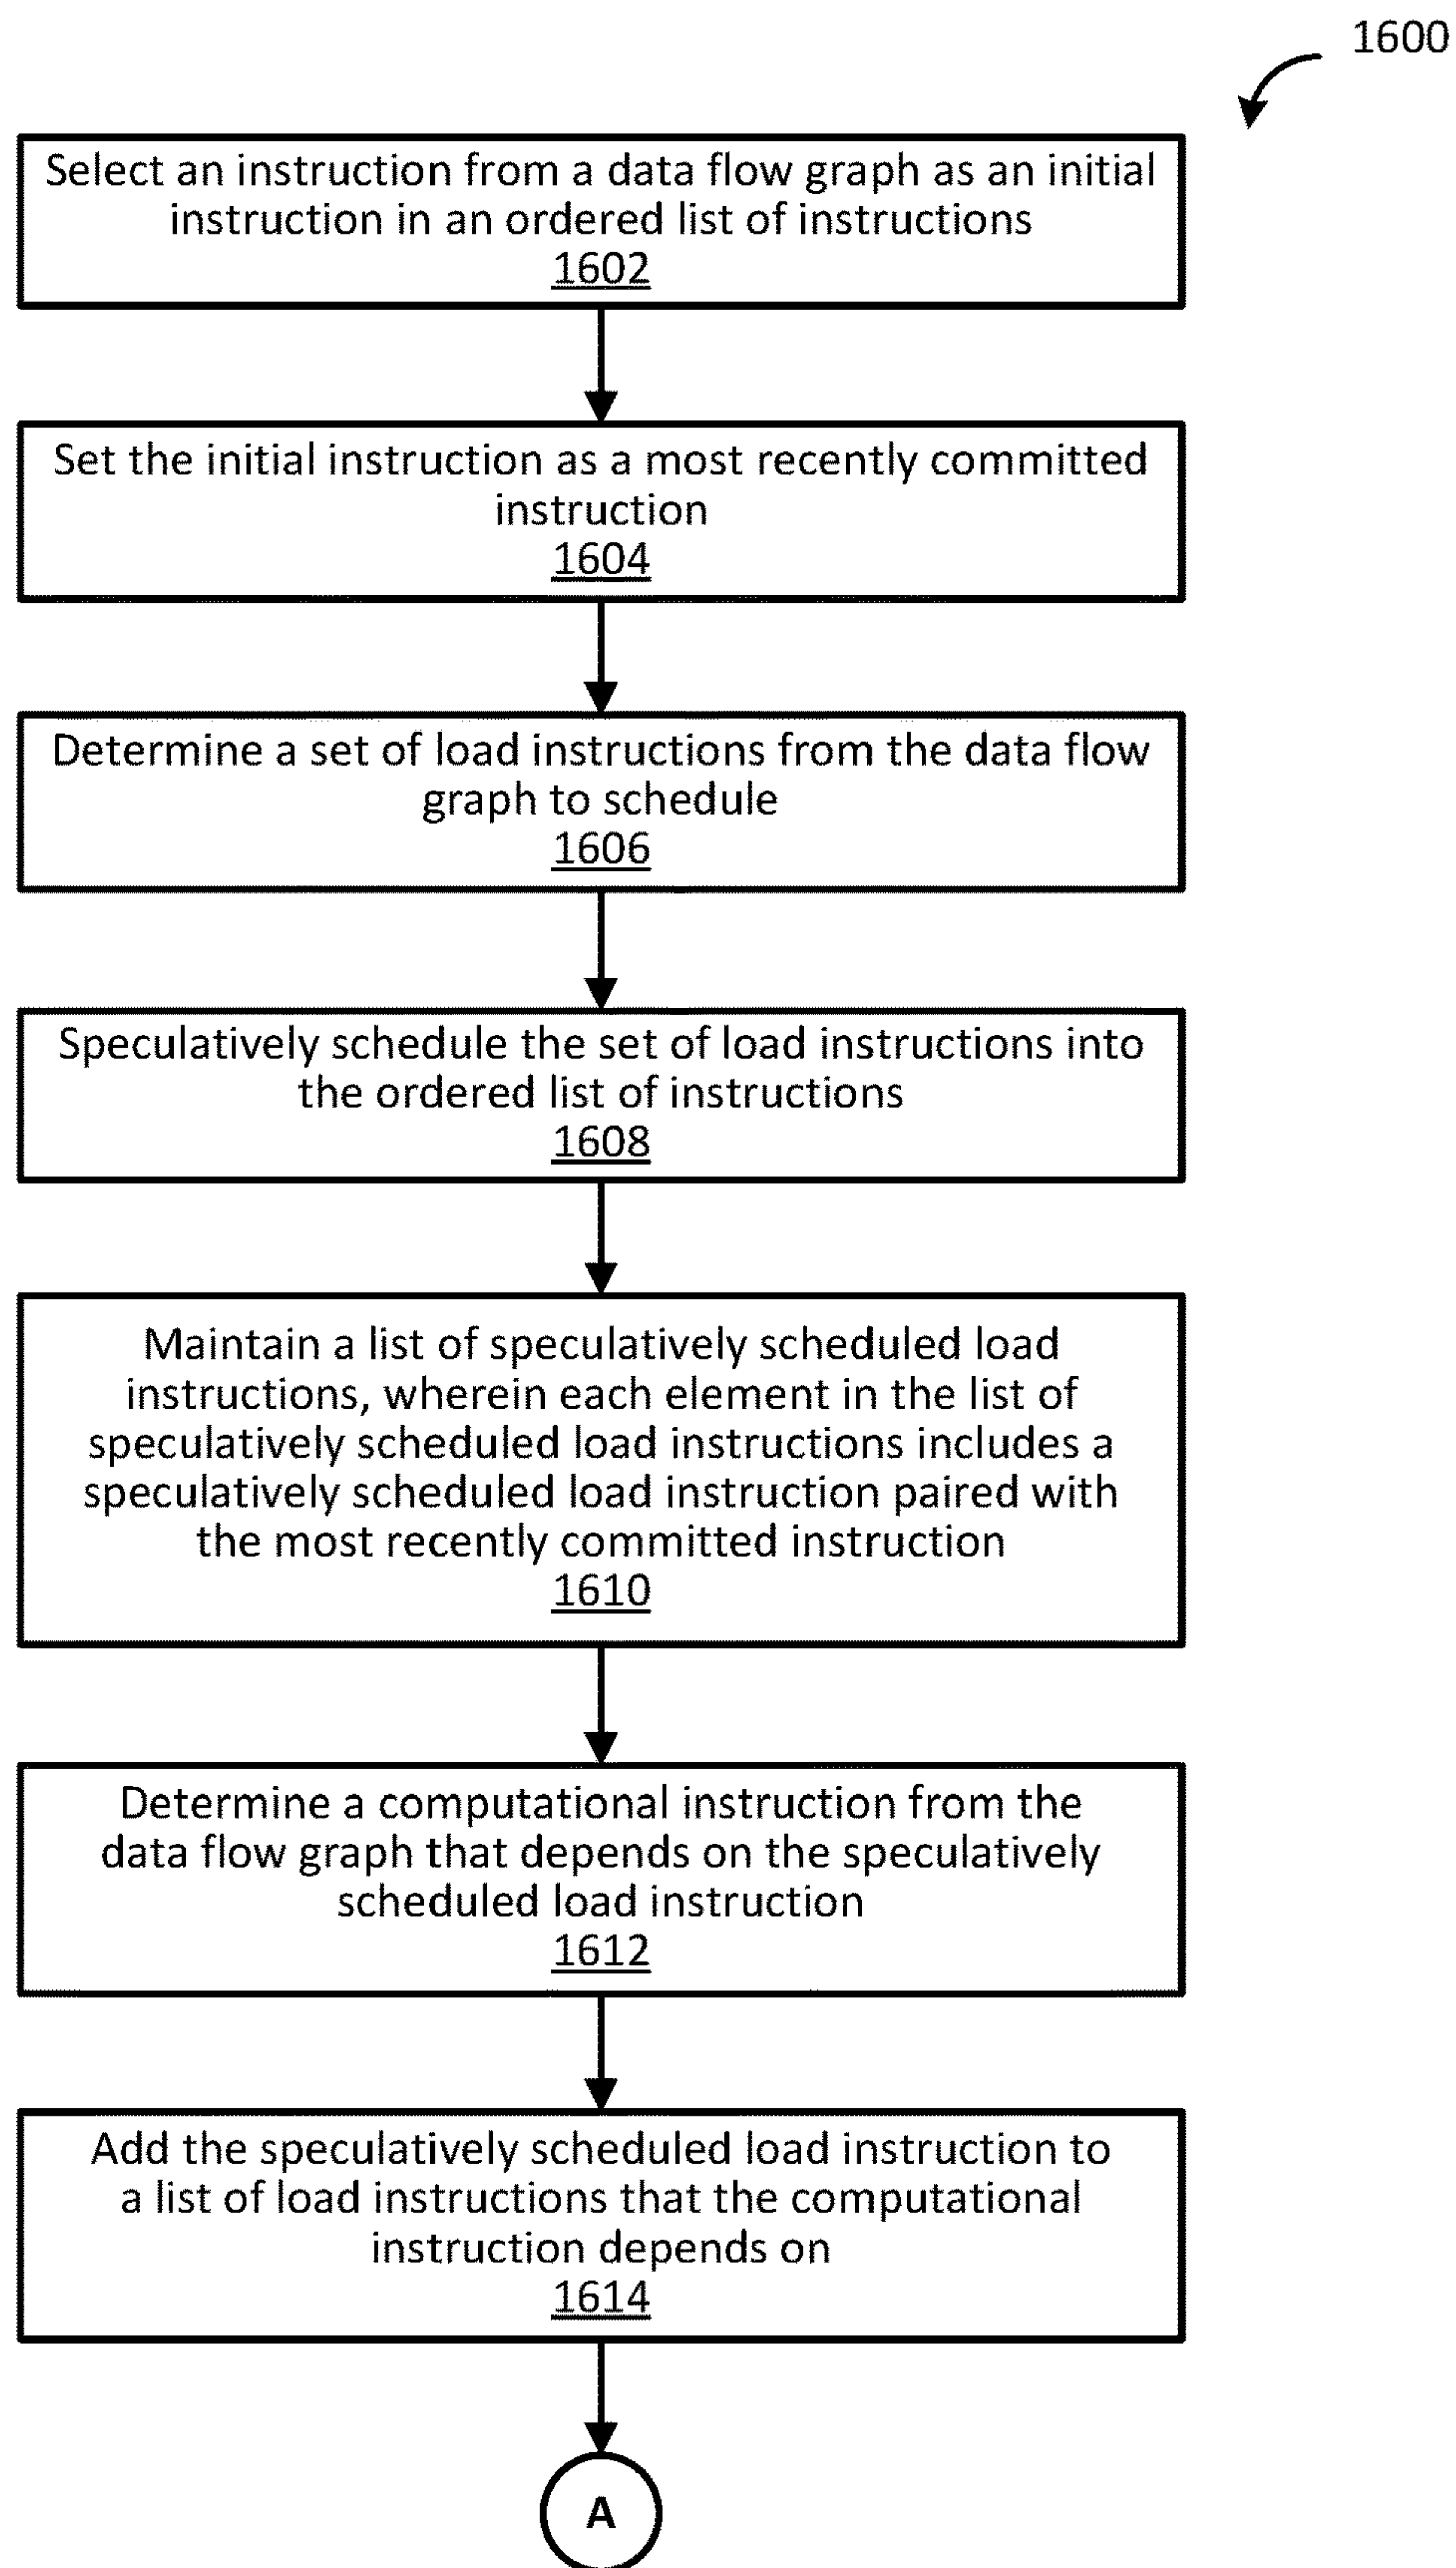 1600
Select an instruction from a data flow graph as an initial
instruction in an ordered list of instructions
1602
Set the initial instruction as a most recently committed
instruction
1604
Determine a set of load instructions from the data flow
graph to schedule
1606
Speculatively schedule the set of load instructions into
the ordered list of instructions
1608
Maintain a list of speculatively scheduled load
instructions, wherein each element in the list of
speculatively scheduled load instructions includes a
speculatively scheduled load instruction paired with
the most recently committed instruction
1610
Determine a computational instruction from the
data flow graph that depends on the speculatively
scheduled load instruction
1612
Add the speculatively scheduled load instruction to
a list of load instructions that the computational
instruction depends on
1614
A